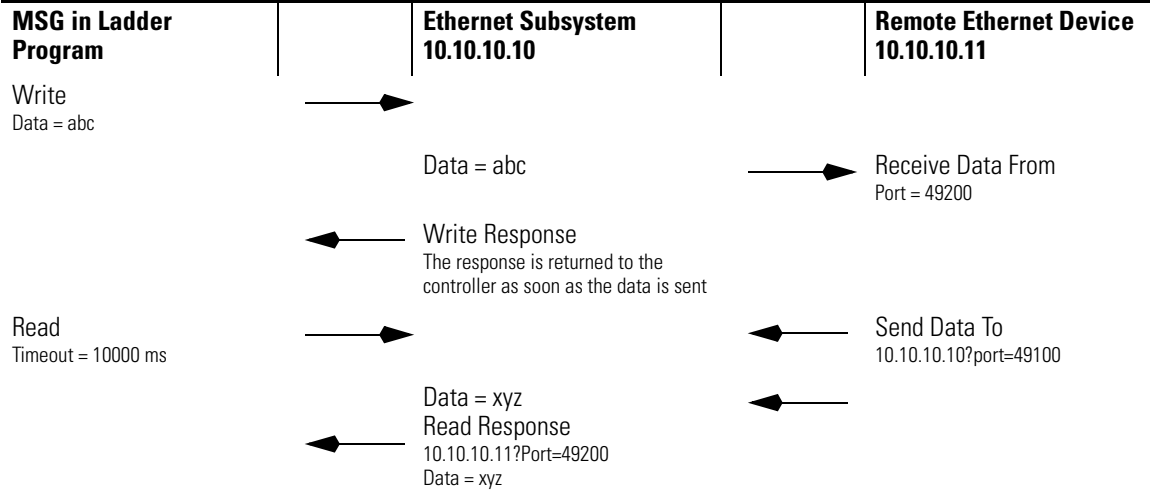 MSG in Ladder
Program
Ethernet Subsystem
10.10.10.10
Remote Ethernet Device
10.10.10.11
Write
Data = abc
Data = abc
Receive Data From
Port = 49200
Write Response
The response is returned to the
controller as soon as the data is sent
Read
Timeout = 10000 ms
Send Data To
10.10.10.10?port=49100
Data = xyz
Read Response
10.10.10.11?Port=49200
Data = xyz